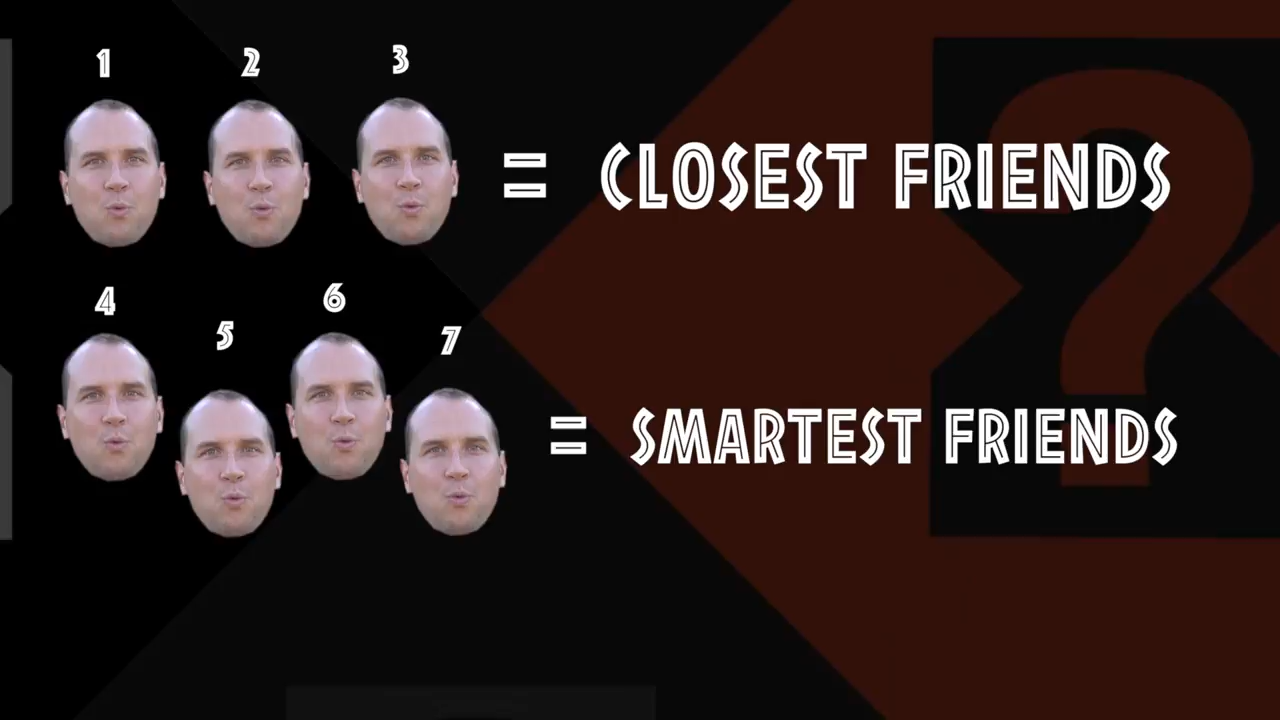 1 2 3
= CLOSEST FRIENDS
4 5 6 7
= SMARTEST FRIENDS
?